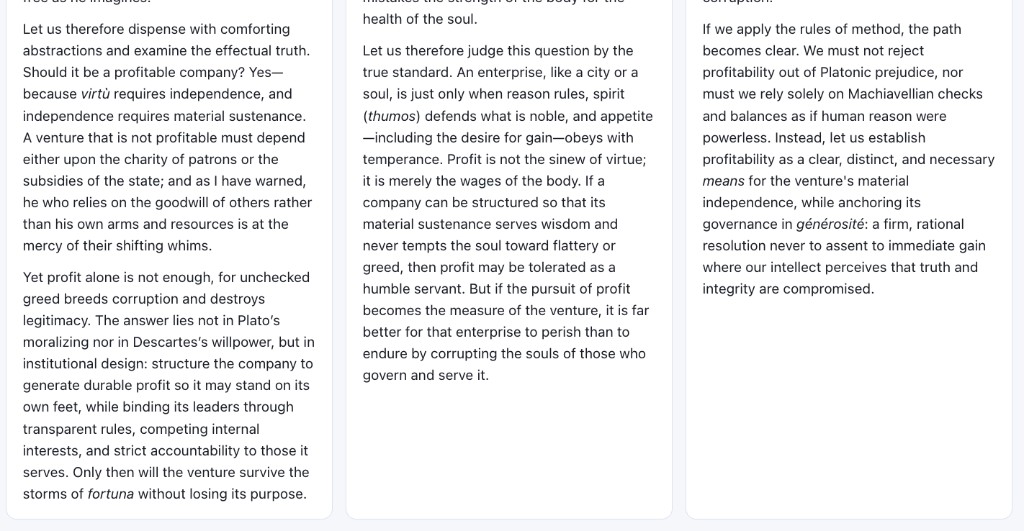 Let us therefore dispense with comforting
abstractions and examine the effectual truth.
Should it be a profitable company? Yes—
because virtù requires independence, and
independence requires material sustenance.
A venture that is not profitable must depend
either upon the charity of patrons or the
subsidies of the state; and as I have warned,
he who relies on the goodwill of others rather
than his own arms and resources is at the
mercy of their shifting whims.
Yet profit alone is not enough, for unchecked
greed breeds corruption and destroys
legitimacy. The answer lies not in Plato’s
moralizing nor in Descartes’s willpower, but in
institutional design: structure the company to
generate durable profit so it may stand on its
own feet, while binding its leaders through
transparent rules, competing internal
interests, and strict accountability to those it
serves. Only then will the venture survive the
storms of fortuna without losing its purpose.
health of the soul.
Let us therefore judge this question by the
true standard. An enterprise, like a city or a
soul, is just only when reason rules, spirit
(thumos) defends what is noble, and appetite
—including the desire for gain—obeys with
temperance. Profit is not the sinew of virtue;
it is merely the wages of the body. If a
company can be structured so that its
material sustenance serves wisdom and
never tempts the soul toward flattery or
greed, then profit may be tolerated as a
humble servant. But if the pursuit of profit
becomes the measure of the venture, it is far
better for that enterprise to perish than to
endure by corrupting the souls of those who
govern and serve it.
If we apply the rules of method, the path
becomes clear. We must not reject
profitability out of Platonic prejudice, nor
must we rely solely on Machiavellian checks
and balances as if human reason were
powerless. Instead, let us establish
profitability as a clear, distinct, and necessary
means for the venture's material
independence, while anchoring its
governance in générosité: a firm, rational
resolution never to assent to immediate gain
where our intellect perceives that truth and
integrity are compromised.